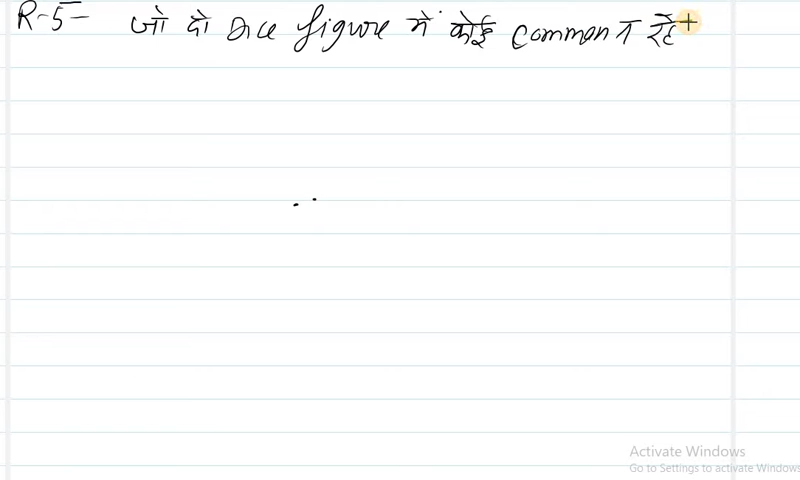 R-5- जो दो Dice figure में कोई common न रहे
Activate Windows
Go to Settings to activate Windows